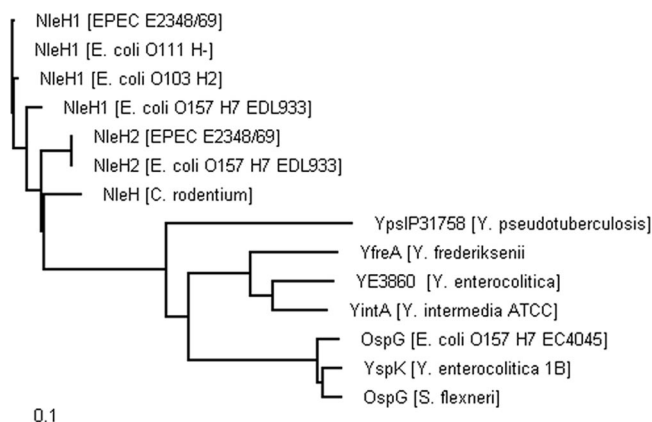 NleH1 [EPEC E2348/69]
NleH1 [E. coli O111 H-]
NleH1 [E. coli O103 H2]
NleH1 [E. coli O157 H7 EDL933]
NleH2 [EPEC E2348/69]
NleH2 [E. coli O157 H7 EDL933]
NleH [C. rodentium]
YpsIP31758 [Y. pseudotuberculosis]
YfreA [Y. frederiksenii
YE3860 [Y. enterocolitica]
YintA [Y. intermedia ATCC]
OspG [E. coli O157 H7 EC4045]
YspK [Y. enterocolitica 1B]
OspG [S. flexneri]
0.1